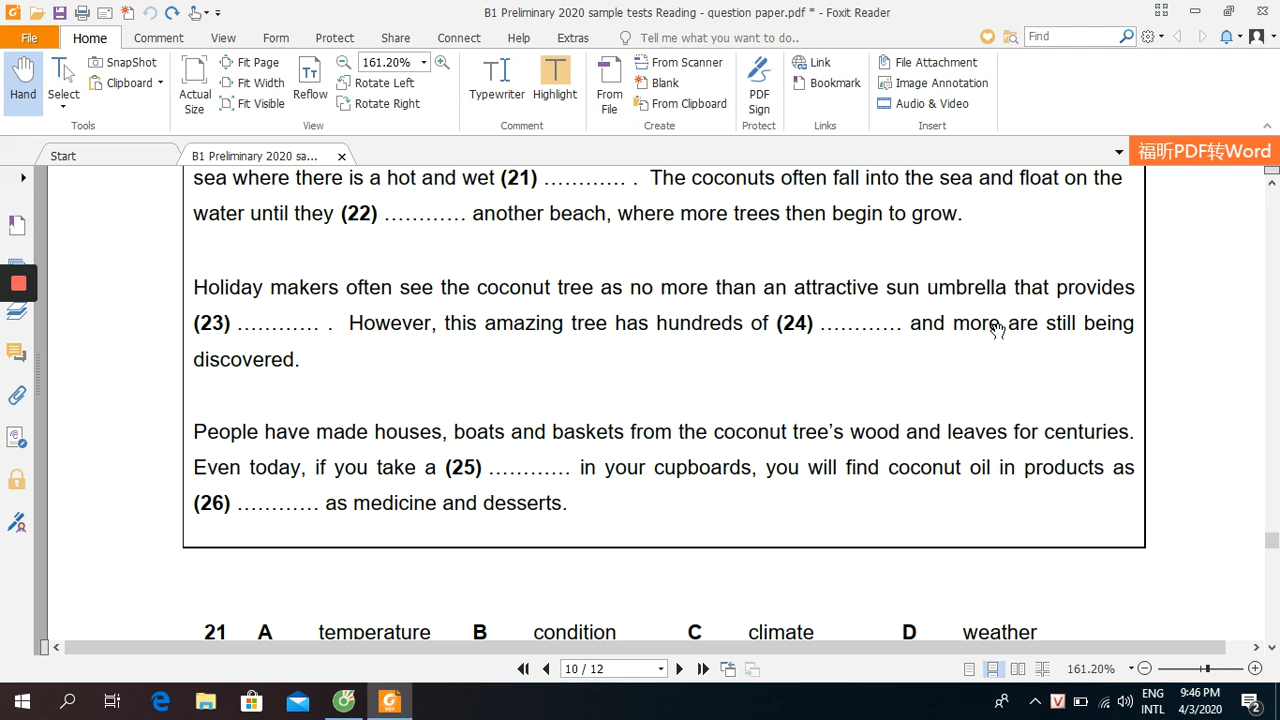 B1 Preliminary 2020 sample tests Reading - question paper.pdf * - Foxit Reader
File Home Comment View Form Protect Share Connect Help Extras Tell me what you want to do... Find
Hand
Select
SnapShot
Clipboard
Actual Size
Fit Page
Fit Width
Fit Visible
Reflow
161.20%
Rotate Left
Rotate Right
Typewriter
Highlight
From File
From Scanner
Blank
From Clipboard
PDF Sign
Link
Bookmark
File Attachment
Image Annotation
Audio & Video
Tools View Comment Create Protect Links Insert
Start B1 Preliminary 2020 sa... 福昕PDF转Word
sea where there is a hot and wet (21) ………… . The coconuts often fall into the sea and float on the
water until they (22) ………… another beach, where more trees then begin to grow.
Holiday makers often see the coconut tree as no more than an attractive sun umbrella that provides
(23) ………… . However, this amazing tree has hundreds of (24) ………… and more are still being
discovered.
People have made houses, boats and baskets from the coconut tree’s wood and leaves for centuries.
Even today, if you take a (25) ………… in your cupboards, you will find coconut oil in products as
(26) ………… as medicine and desserts.
21 A temperature B condition C climate D weather
10 / 12 161.20%
ENG 9:46 PM
INTL 4/3/2020 2